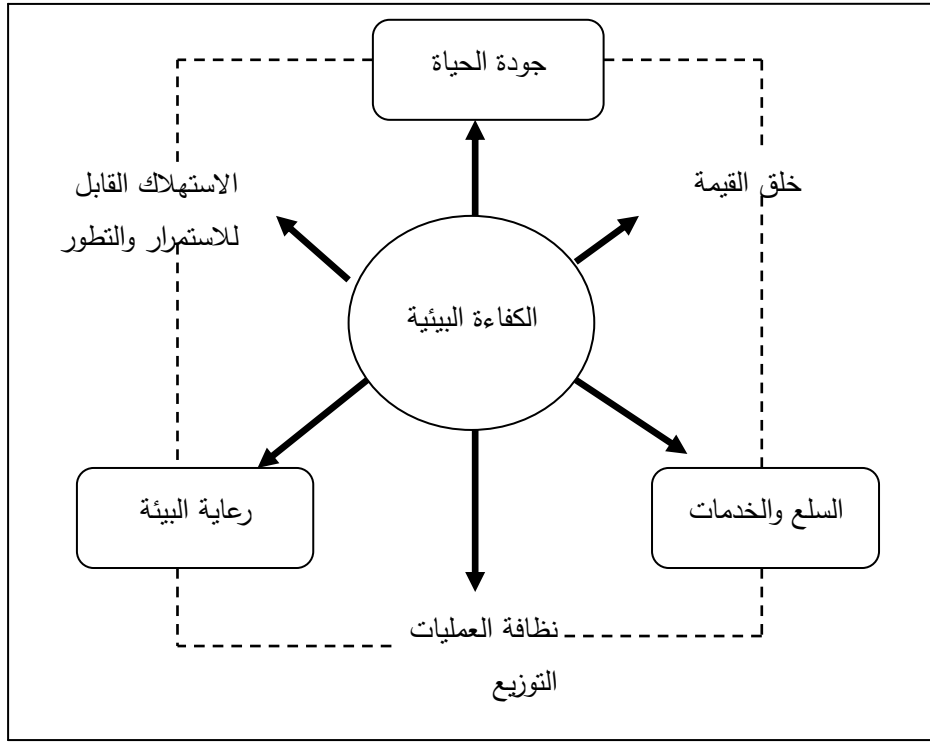 جودة الحياة
خلق القيمة
الاستهلاك القابل
للاستمرار والتطور
الكفاءة البيئية
السلع والخدمات
رعاية البيئة
نظافة العمليات
التوزيع